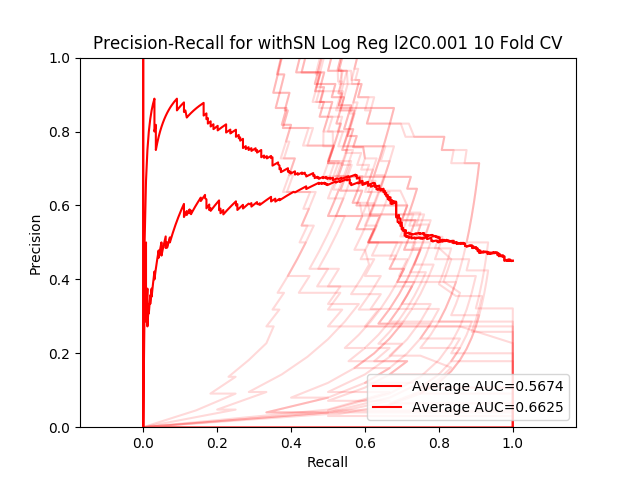 Precision-Recall for withSN Log Reg l2C0.001 10 Fold CV
1.0
0.8
0.6
0.4
0.2
0.0
Precision
0.0 0.2 0.4 0.6 0.8 1.0
Recall
Average AUC=0.5674
Average AUC=0.6625